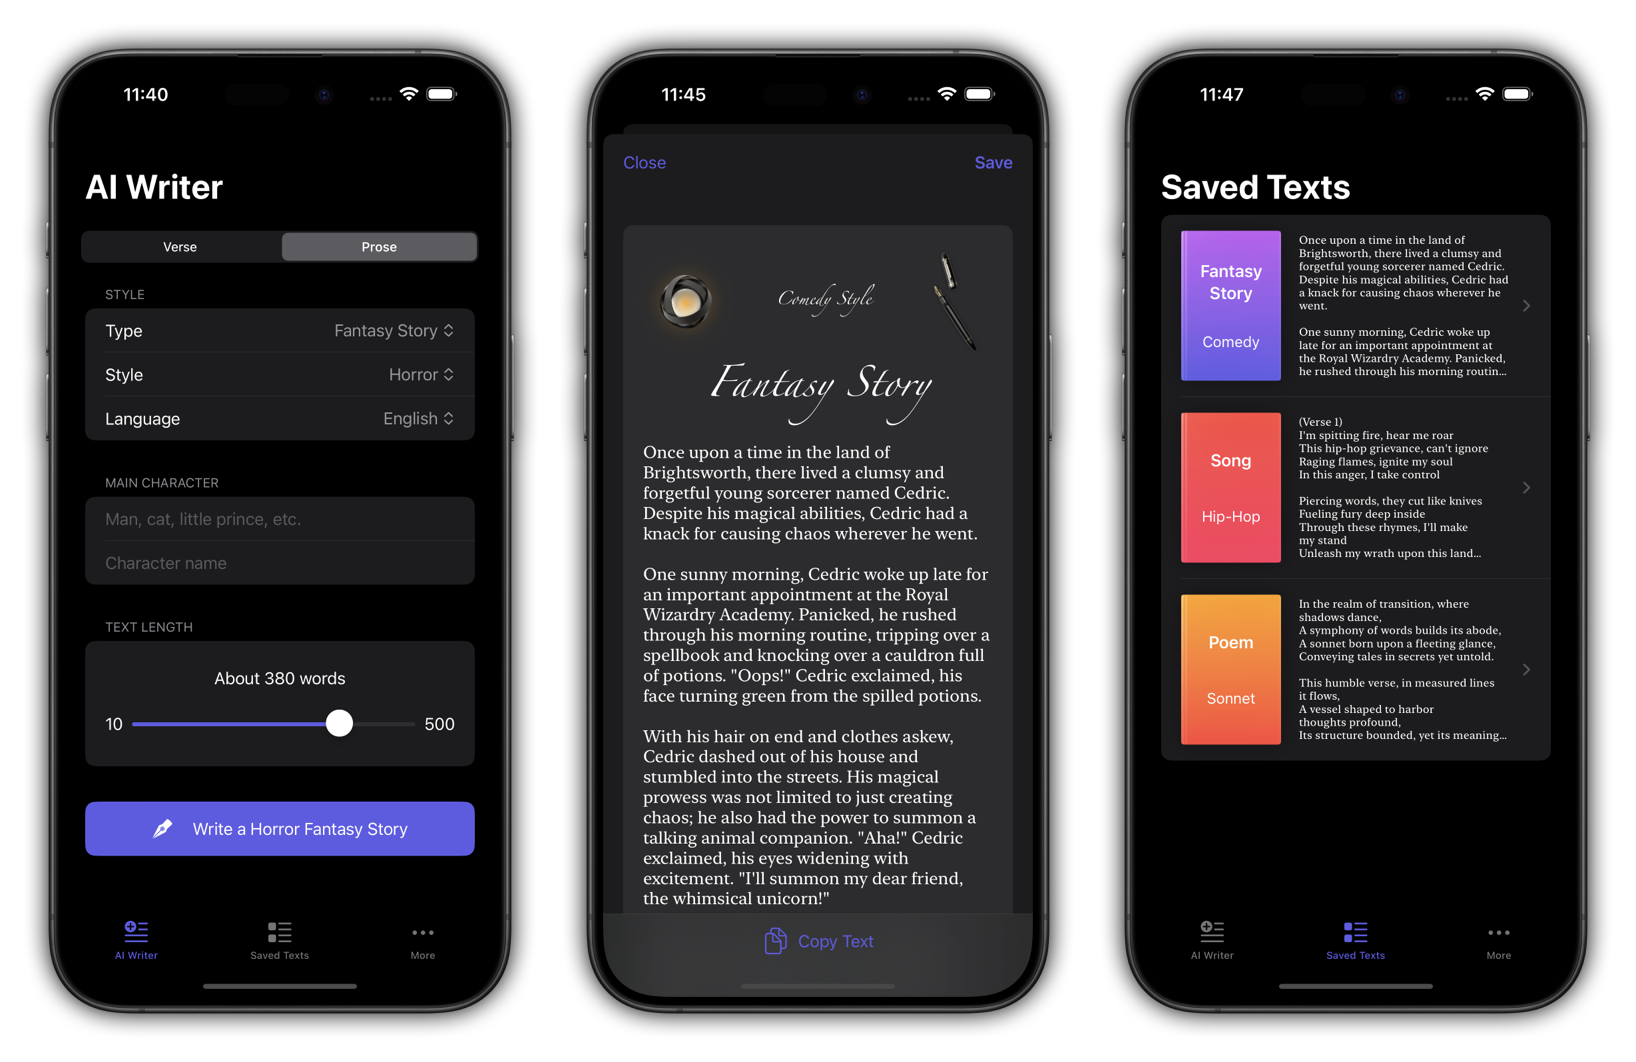 11:40
AI Writer
Verse
Prose
STYLE
Type
Fantasy Story
Style
Horror
Language
English
MAIN CHARACTER
Man, cat, little prince, etc.
Character name
TEXT LENGTH
About 380 words
10
500
Write a Horror Fantasy Story
AI Writer
Saved Texts
More
11:45
Close
Save
Comedy Style
Fantasy Story
Once upon a time in the land of
Brightsworth, there lived a clumsy and
forgetful young sorcerer named Cedric.
Despite his magical abilities, Cedric had a
knack for causing chaos wherever he went.
One sunny morning, Cedric woke up late for
an important appointment at the Royal
Wizardry Academy. Panicked, he rushed
through his morning routine, tripping over a
spellbook and knocking over a cauldron full
of potions. "Oops!" Cedric exclaimed, his
face turning green from the spilled potions.
With his hair on end and clothes askew,
Cedric dashed out of his house and
stumbled into the streets. His magical
prowess was not limited to just creating
chaos; he also had the power to summon a
talking animal companion. "Aha!" Cedric
exclaimed, his eyes widening with
excitement. "I'll summon my dear friend,
the whimsical unicorn!"
Copy Text
11:47
Saved Texts
Fantasy
Story
Comedy
Once upon a time in the land of
Brightsworth, there lived a clumsy and
forgetful young sorcerer named Cedric.
Despite his magical abilities, Cedric had
a knack for causing chaos wherever he
went.
One sunny morning, Cedric woke up
late for an important appointment at
the Royal Wizardry Academy. Panicked,
he rushed through his morning routin...
Song
Hip-Hop
(Verse 1)
I'm spitting fire, hear me roar
This hip-hop grievance, can't ignore
Raging flames, ignite my soul
In this anger, I take control
Piercing words, they cut like knives
Fueling fury deep inside
Through these rhymes, I'll make
my stand
Unleash my wrath upon this land...
Poem
Sonnet
In the realm of transition, where
shadows dance,
A symphony of words builds its abode,
A sonnet born upon a fleeting glance,
Conveying tales in secrets yet untold.
This humble verse, in measured lines
it flows,
A vessel shaped to harbor
thoughts profound,
Its structure bounded, yet its meaning...
AI Writer
Saved Texts
More